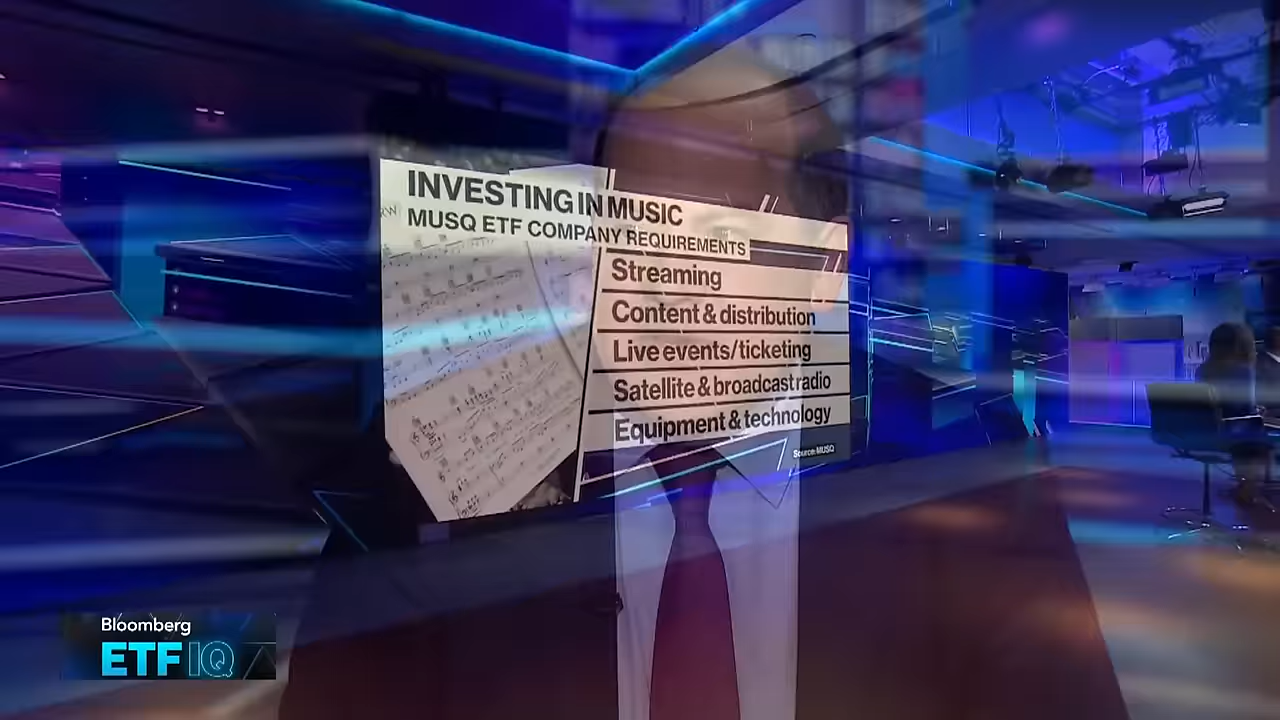 INVESTING IN MUSIC
MUSQ ETF COMPANY REQUIREMENTS
Streaming
Content & distribution
Live events/ticketing
Satellite & broadcast radio
Equipment & technology
Source: MUSQ
Bloomberg
ETF IQ